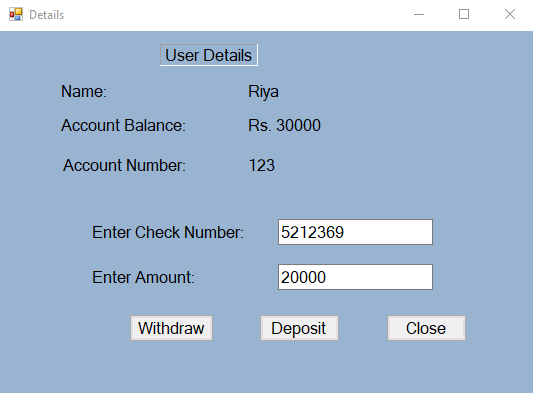 Details
User Details
Name: Riya
Account Balance: Rs. 30000
Account Number: 123
Enter Check Number: 5212369
Enter Amount: 20000
Withdraw Deposit Close